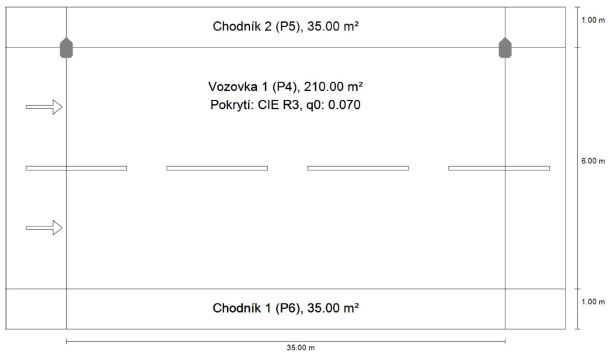 Chodník 2 (P5), 35.00 m²
1.00 m
Vozovka 1 (P4), 210.00 m²
Pokrytí: CIE R3, q0: 0.070
6.00 m
Chodník 1 (P6), 35.00 m²
1.00 m
35.00 m